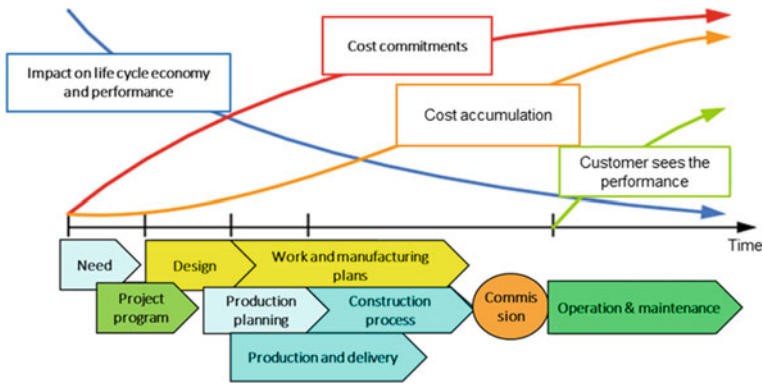 Cost commitments
Impact on life cycle economy
and performance
Cost accumulation
Customer sees the
performance
Time
Need
Design
Work and manufacturing
plans
Project
program
Production
planning
Construction
process
Commis
sion
Operation & maintenance
Production and delivery